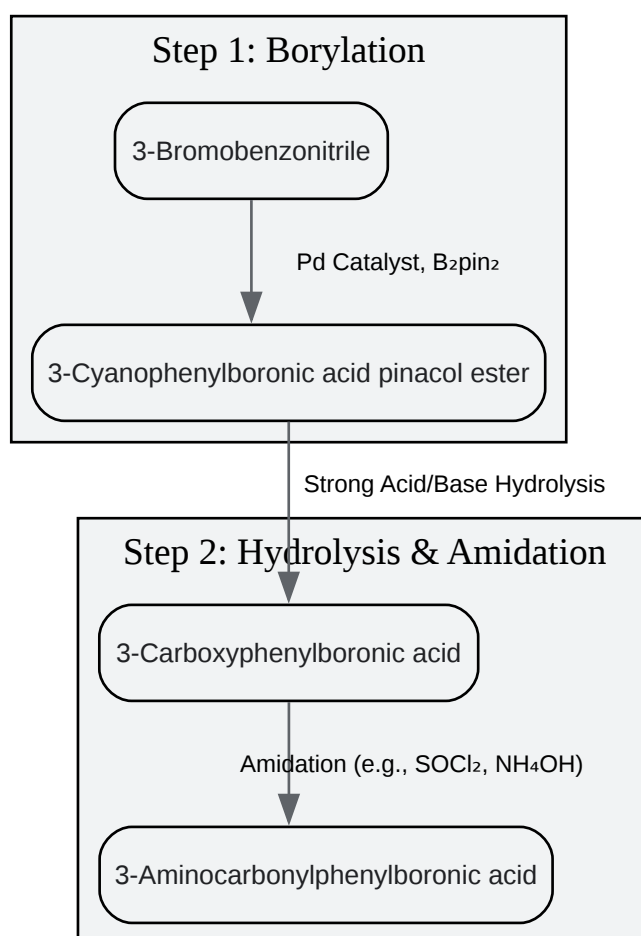 Step 1: Borylation
3-Bromobenzonitrile
Pd Catalyst, B₂pin₂
3-Cyanophenylboronic acid pinacol ester
Strong Acid/Base Hydrolysis
Step 2: Hydrolysis & Amidation
3-Carboxyphenylboronic acid
Amidation (e.g., SOCl₂, NH₄OH)
3-Aminocarbonylphenylboronic acid